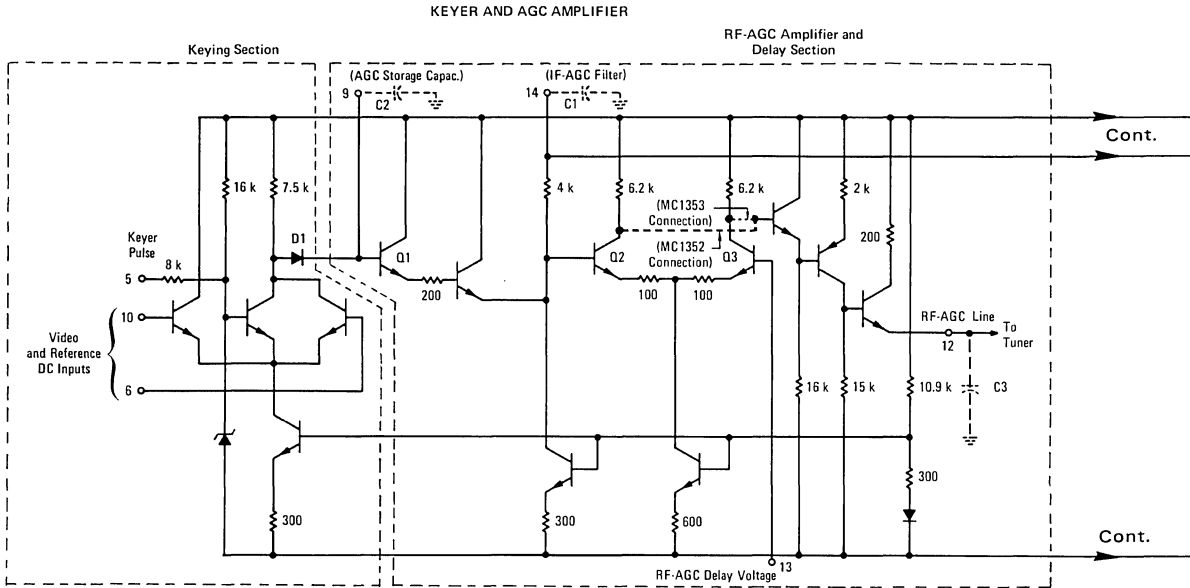 KEYER AND AGC AMPLIFIER
Keying Section
RF-AGC Amplifier and
Delay Section
(AGC Storage Capac.)
9
C2
(IF-AGC Filter)
14
C1
Cont.
16 k
7.5 k
4 k
6.2 k
6.2 k
2 k
(MC1353
Connection)
(MC1352
Connection)
200
Keyer
Pulse
5
8 k
D1
Q1
200
Q2
Q3
100
100
10
Video
and Reference
DC Inputs
6
RF-AGC Line
12
To
Tuner
16 k
15 k
10.9 k
C3
300
300
300
600
Cont.
RF-AGC Delay Voltage
13